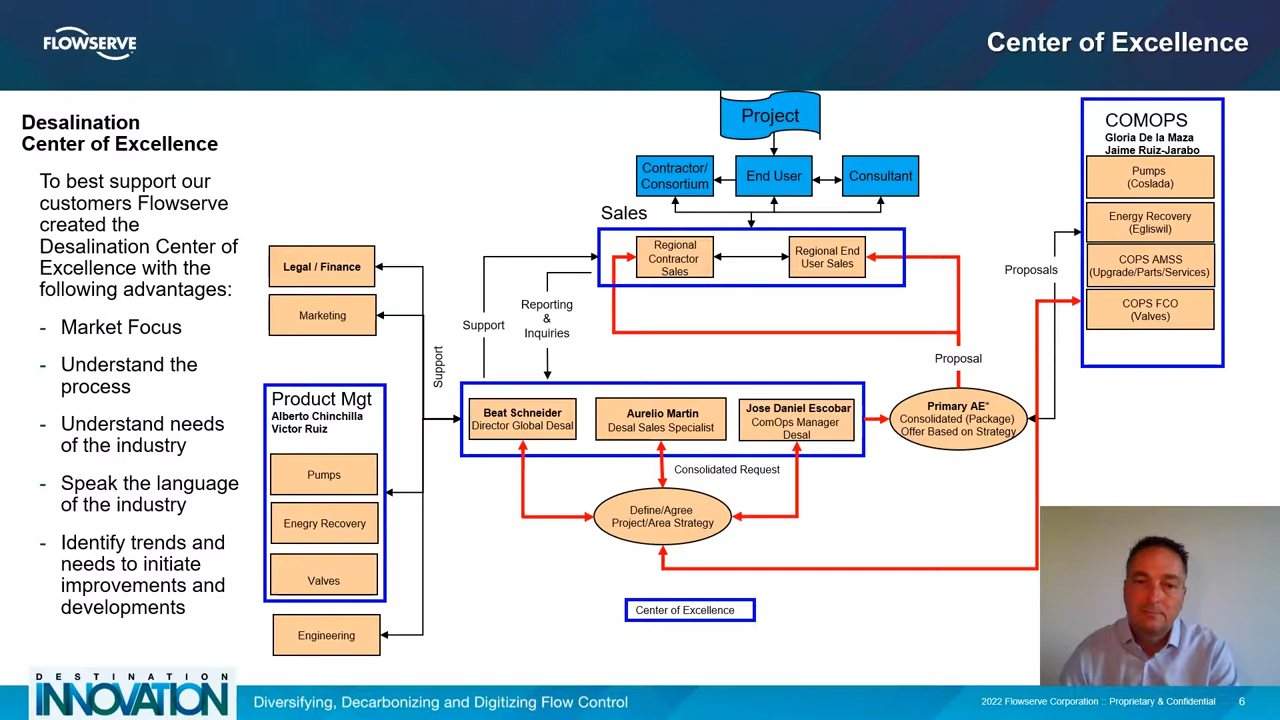 FLOWSERVE
Center of Excellence
Desalination
Center of Excellence
To best support our
customers Flowserve
created the
Desalination Center of
Excellence with the
following advantages:
- Market Focus
- Understand the
process
- Understand needs
of the industry
- Speak the language
of the industry
- Identify trends and
needs to initiate
improvements and
developments
Project
Contractor/
Consortium
End User
Consultant
Sales
Regional
Contractor
Sales
Regional End
User Sales
Legal / Finance
Marketing
Support
Support
Reporting
&
Inquiries
Product Mgt
Alberto Chinchilla
Victor Ruiz
Pumps
Enegry Recovery
Valves
Engineering
Beat Schneider
Director Global Desal
Aurelio Martin
Desal Sales Specialist
Jose Daniel Escobar
ComOps Manager
Desal
Consolidated Request
Define/Agree
Project/Area Strategy
Center of Excellence
Proposal
Primary AE*
Consolidated (Package)
Offer Based on Strategy
Proposals
COMOPS
Gloria De la Maza
Jaime Ruiz-Jarabo
Pumps
(Coslada)
Energy Recovery
(Egliswil)
COPS AMSS
(Upgrade/Parts/Services)
COPS FCO
(Valves)
DESTINATION
INNOVATION
Diversifying, Decarbonizing and Digitizing Flow Control
2022 Flowserve Corporation :: Proprietary & Confidential
6